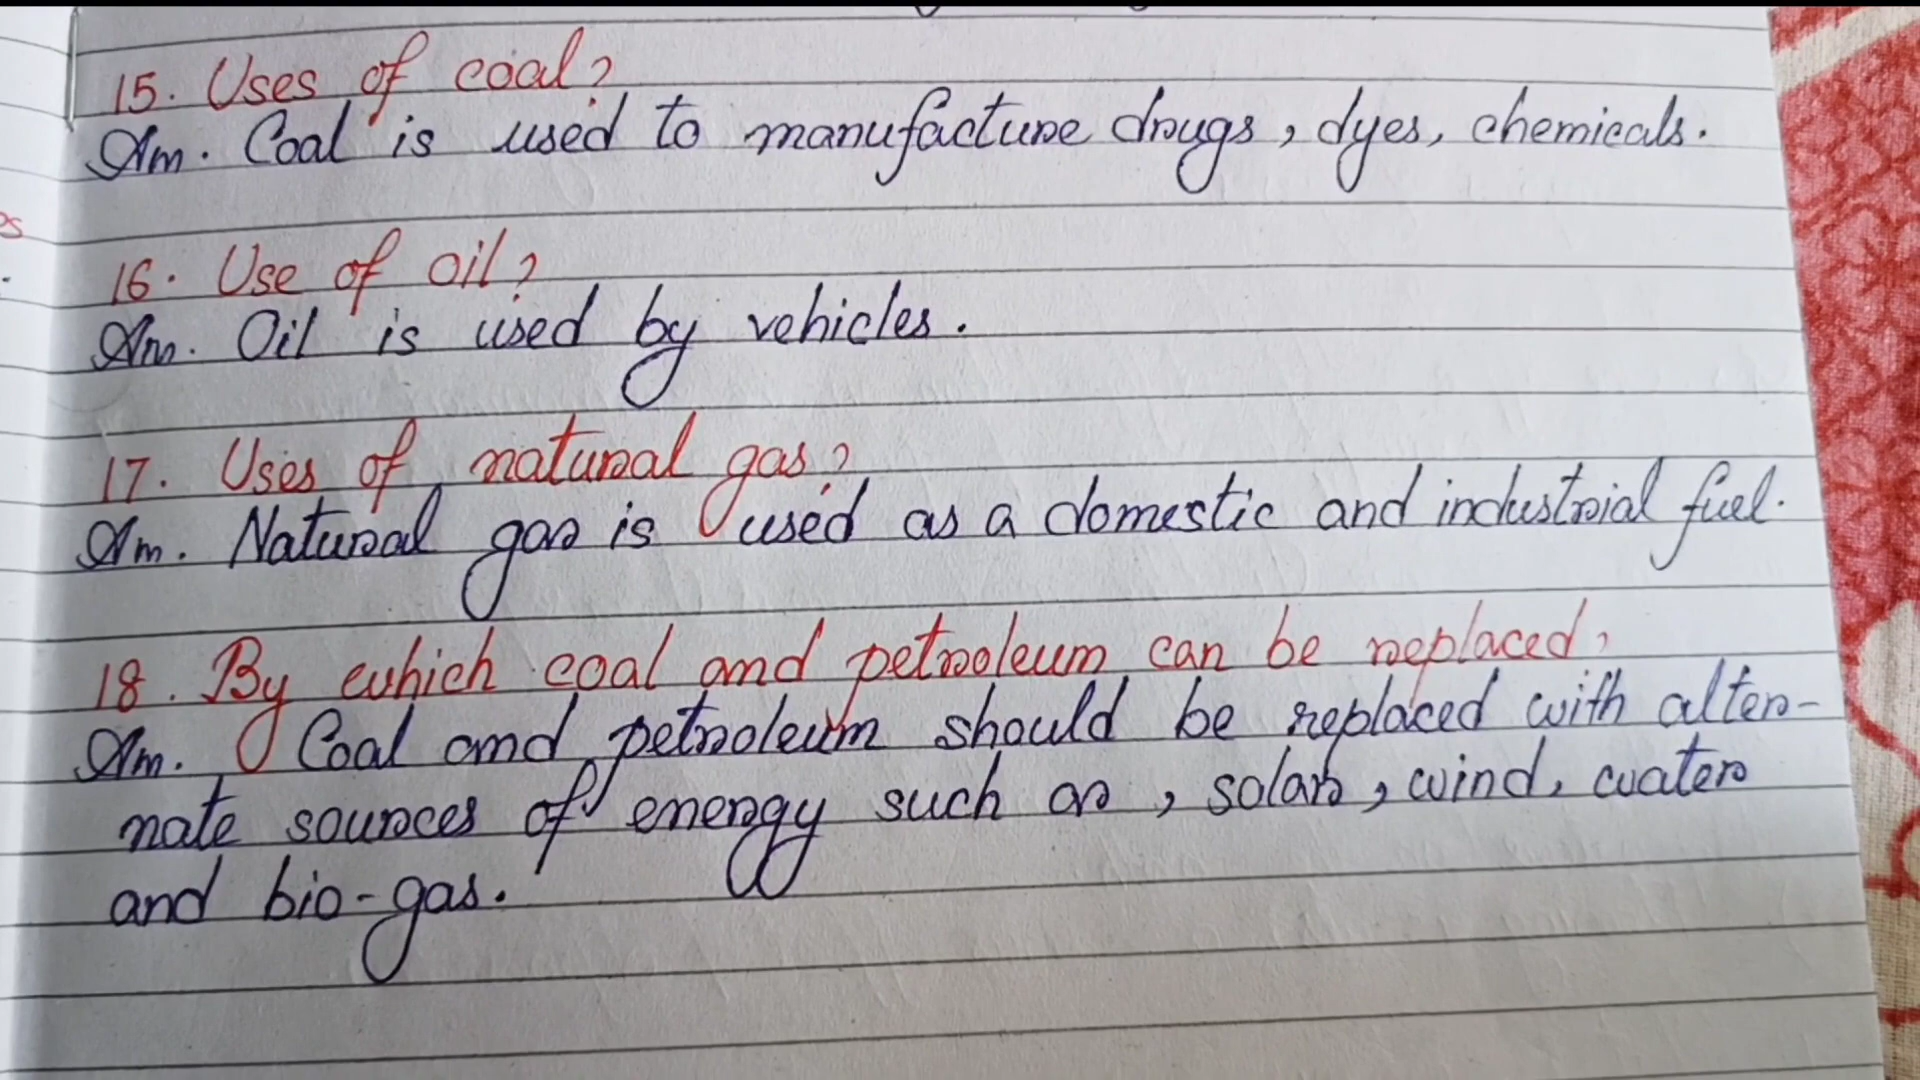 15. Uses of coal?
Ans. Coal is used to manufacture drugs, dyes, chemicals.
16. Use of oil?
Ans. Oil is used by vehicles.
17. Uses of natural gas?
Ans. Natural gas is used as a domestic and industrial fuel.
18. By which coal and petroleum can be replaced?
Ans. Coal and petroleum should be replaced with alter-
nate sources of energy such as, solar, wind, water
and bio-gas.